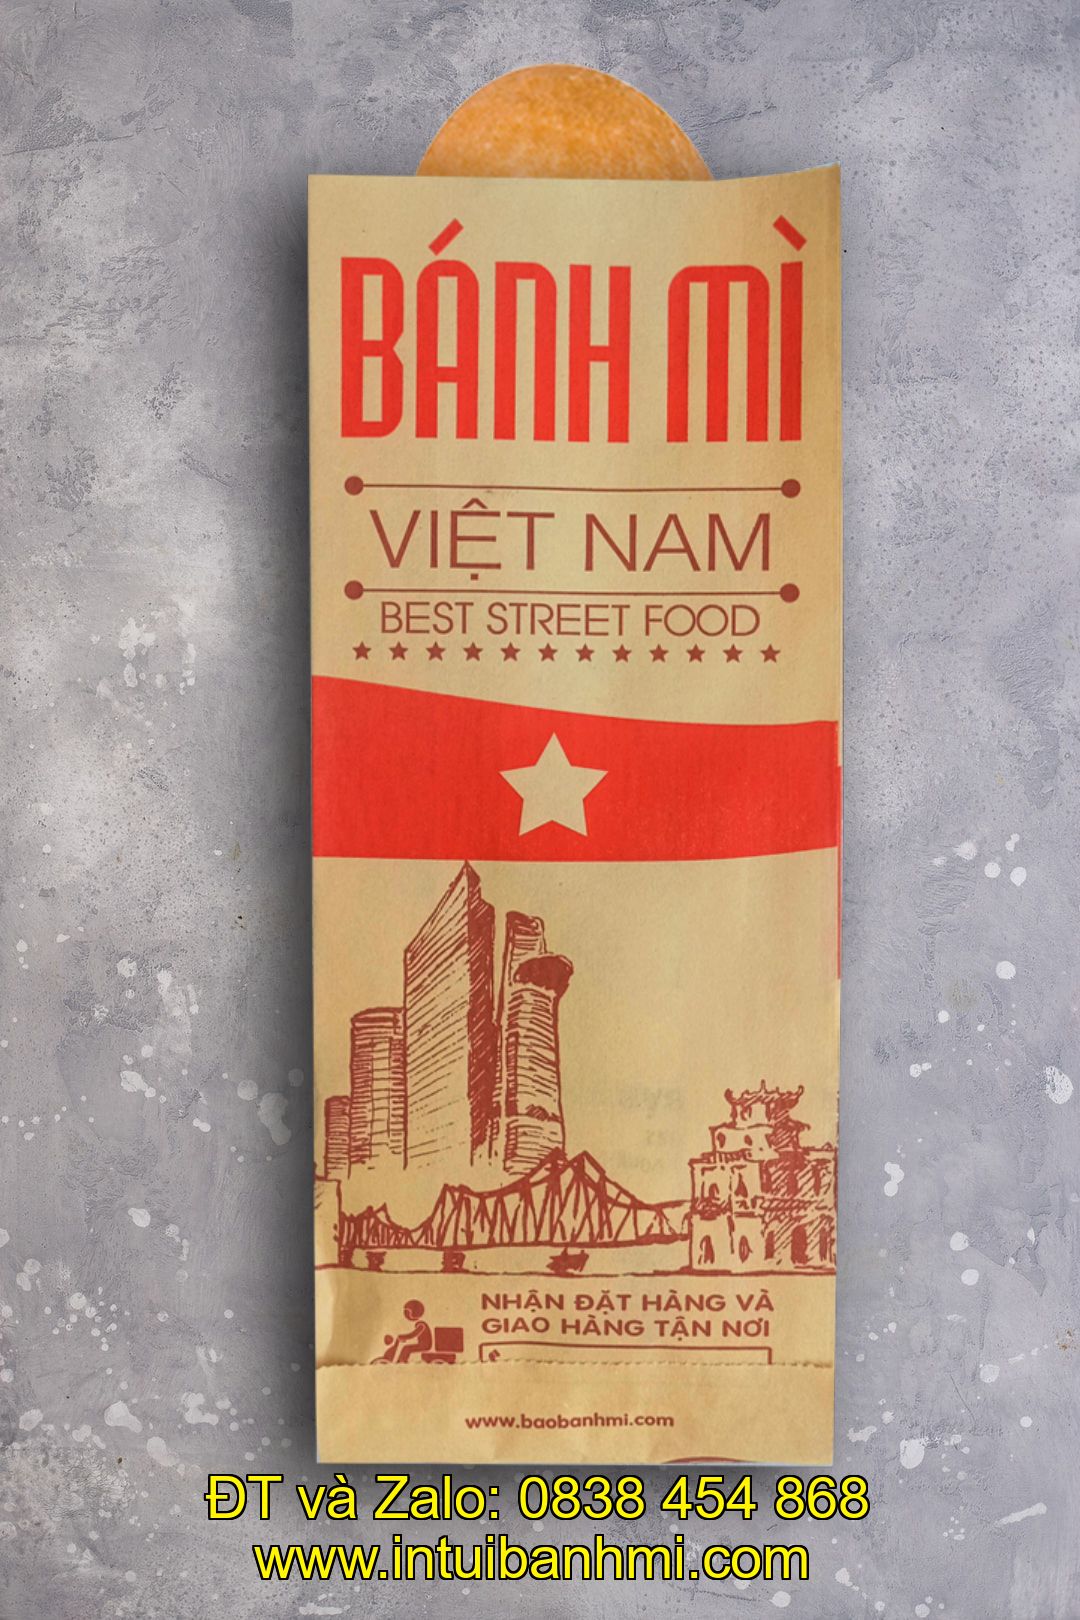 BÁNH MÌ
VIỆT NAM
BEST STREET FOOD
NHẬN ĐẶT HÀNG VÀ
GIAO HÀNG TẬN NƠI
www.baobanhmi.com
ĐT và Zalo: 0838 454 868
www.intuibanhmi.com